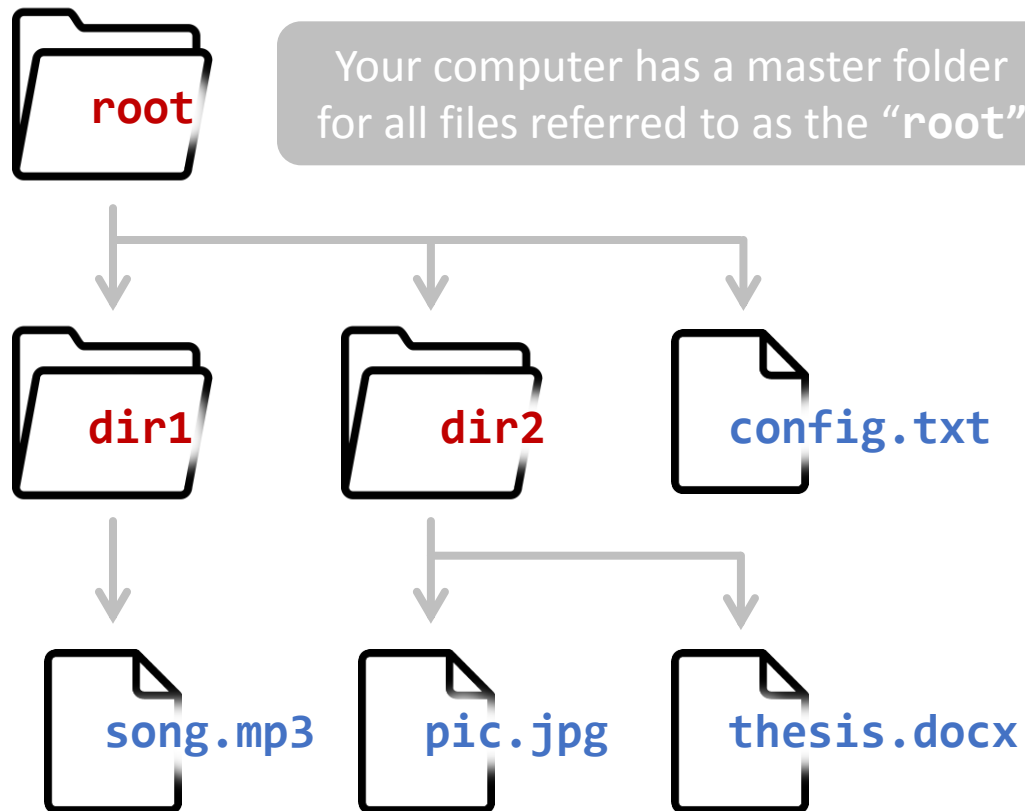 root
Your computer has a master folder
for all files referred to as the “root”
dir1
dir2
config.txt
song.mp3
pic.jpg
thesis.docx